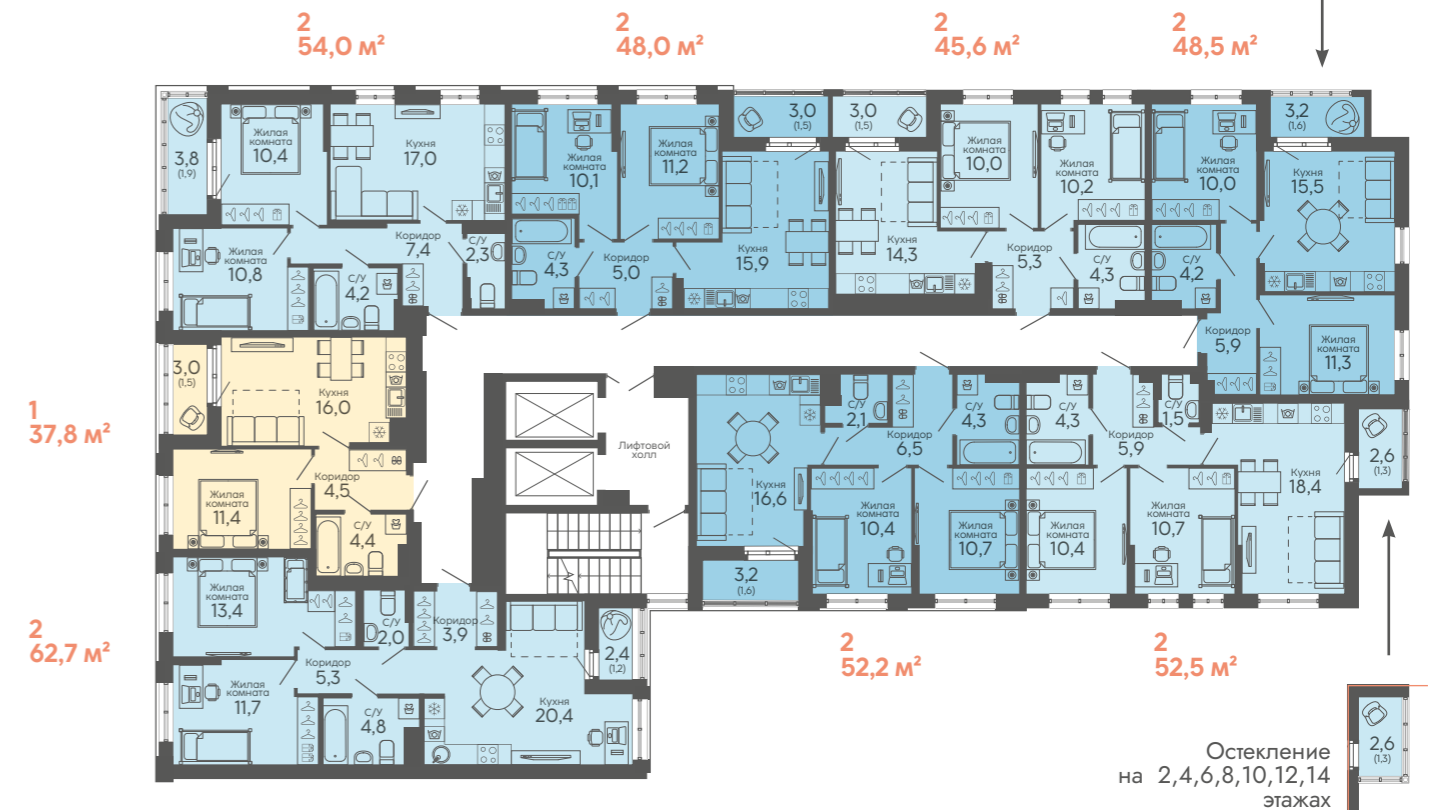 2
54,0 м²
2
48,0 м²
2
45,6 м²
2
48,5 м²
3,8
(1,9)
Жилая
комната
10,4
Кухня
17,0
Жилая
комната
10,8
С/У
4,2
Коридор
7,4
С/У
2,3
Жилая
комната
10,1
Жилая
комната
11,2
3,0
(1,5)
С/У
4,3
Коридор
5,0
Кухня
15,9
3,0
(1,5)
Кухня
14,3
Жилая
комната
10,0
Жилая
комната
10,2
Коридор
5,3
С/У
4,3
Жилая
комната
10,0
3,2
(1,6)
Кухня
15,5
С/У
4,2
Коридор
5,9
Жилая
комната
11,3
1
37,8 м²
3,0
(1,5)
Кухня
16,0
Жилая
комната
11,4
Коридор
4,5
С/У
4,4
Лифтовой
холл
Кухня
16,6
С/У
2,1
Коридор
6,5
С/У
4,3
3,2
(1,6)
Жилая
комната
10,4
Жилая
комната
10,7
С/У
4,3
Коридор
5,9
С/У
1,5
Жилая
комната
10,4
Жилая
комната
10,7
Кухня
18,4
2,6
(1,3)
2
62,7 м²
Жилая
комната
13,4
С/У
2,0
Коридор
3,9
2,4
(1,2)
Жилая
комната
11,7
Коридор
5,3
С/У
4,8
Кухня
20,4
2
52,2 м²
2
52,5 м²
Остекление
на 2,4,6,8,10,12,14
этажах
2,6
(1,3)